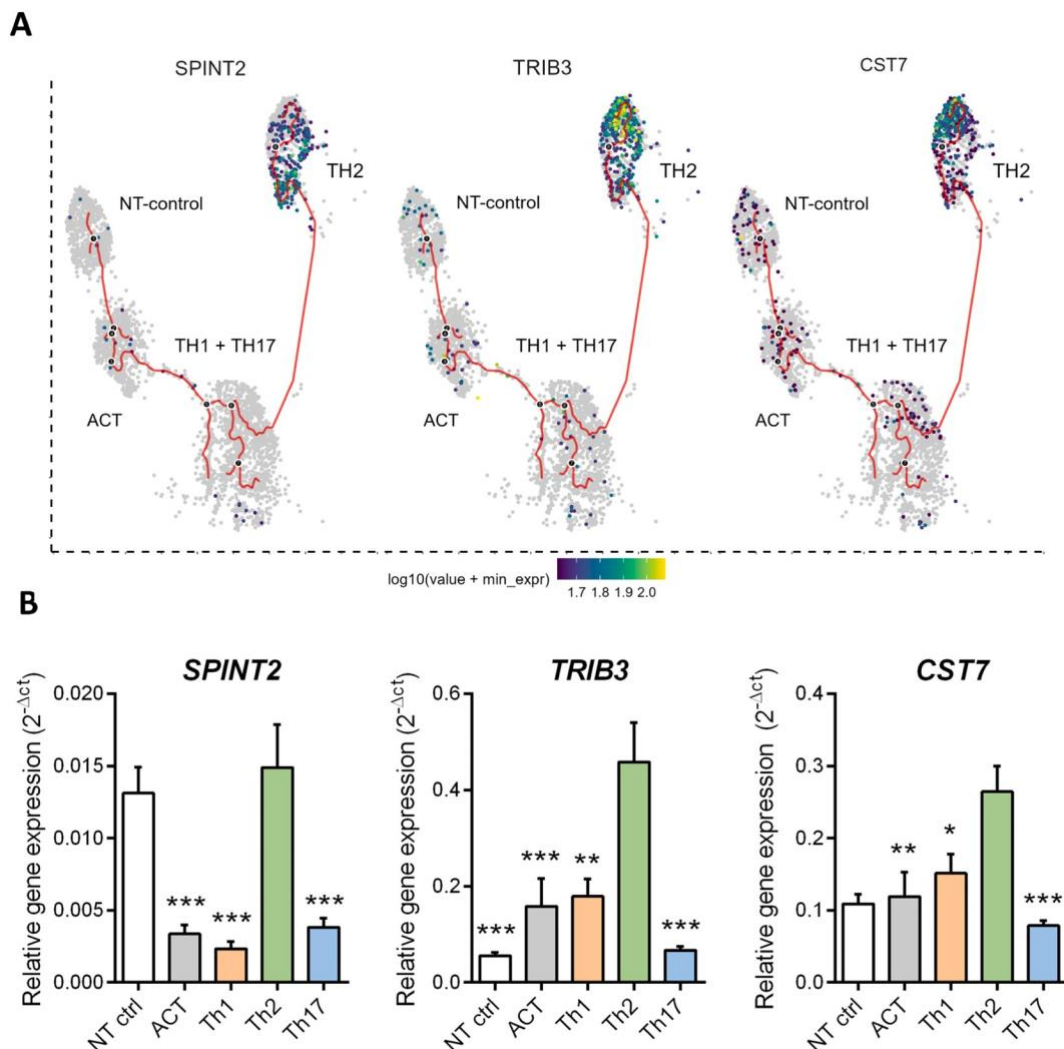 A
SPINT2 TRIB3 CST7
TH2 TH2 TH2
NT-control NT-control NT-control
TH1 + TH17 TH1 + TH17 TH1 + TH17
ACT ACT ACT
log10(value + min_expr)
1.7 1.8 1.9 2.0
B
SPINT2
Relative gene expression (2^-Δct)
0.020
0.015
0.010
0.005
0.000
*** *** ***
NT ctrl ACT Th1 Th2 Th17
TRIB3
Relative gene expression (2^-Δct)
0.6
0.4
0.2
0.0
*** *** ** ***
NT ctrl ACT Th1 Th2 Th17
CST7
Relative gene expression (2^-Δct)
0.4
0.3
0.2
0.1
0.0
** * ***
NT ctrl ACT Th1 Th2 Th17